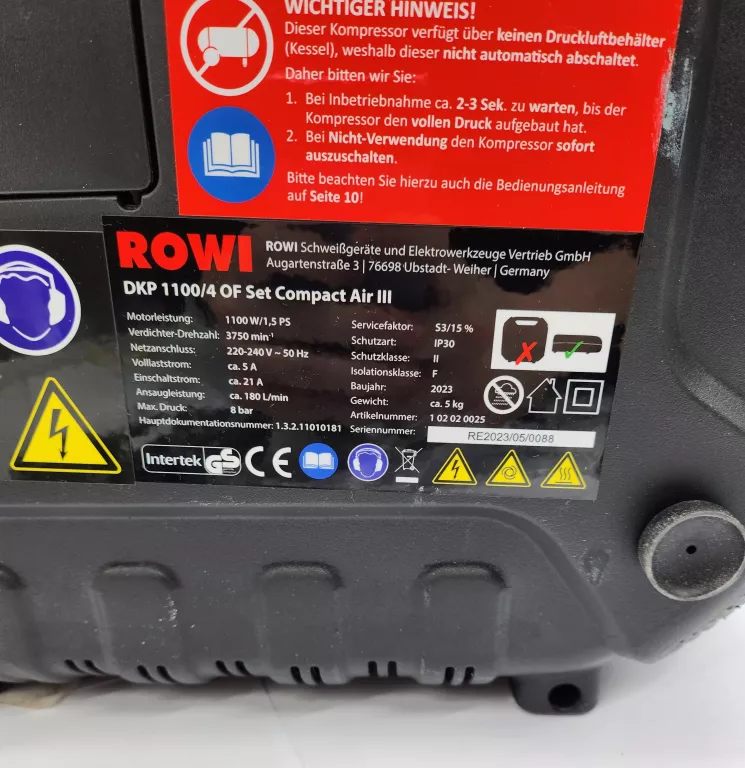 WICHTIGER HINWEIS!
Dieser Kompressor verfügt über keinen Druckluftbehälter
(Kessel), weshalb dieser nicht automatisch abschaltet.
Daher bitten wir Sie:
1. Bei Inbetriebnahme ca. 2-3 Sek. zu warten, bis der
Kompressor den vollen Druck aufgebaut hat.
2. Bei Nicht-Verwendung den Kompressor sofort
auszuschalten.
Bitte beachten Sie hierzu auch die Bedienungsanleitung
auf Seite 10!
ROWI
ROWI Schweißgeräte und Elektrowerkzeuge Vertrieb GmbH
Augartenstraße 3 | 76698 Ubstadt- Weiher | Germany
DKP 1100/4 OF Set Compact Air III
Motorleistung: 1100 W/1,5 PS
Verdichter-Drehzahl: 3750 min⁻¹
Netzanschluss: 220-240 V ~ 50 Hz
Volllaststrom: ca. 5 A
Einschaltstrom: ca. 21 A
Ansaugleistung: ca. 180 L/min
Max. Druck: 8 bar
Hauptdokumentationsnummer: 1.3.2.11010181
Servicefaktor: S3/15 %
Schutzart: IP30
Schutzklasse: II
Isolationsklasse: F
Baujahr: 2023
Gewicht: ca. 5 kg
Artikelnummer: 1 02 02 0025
Seriennummer: RE2023/05/0088
Intertek GS CE